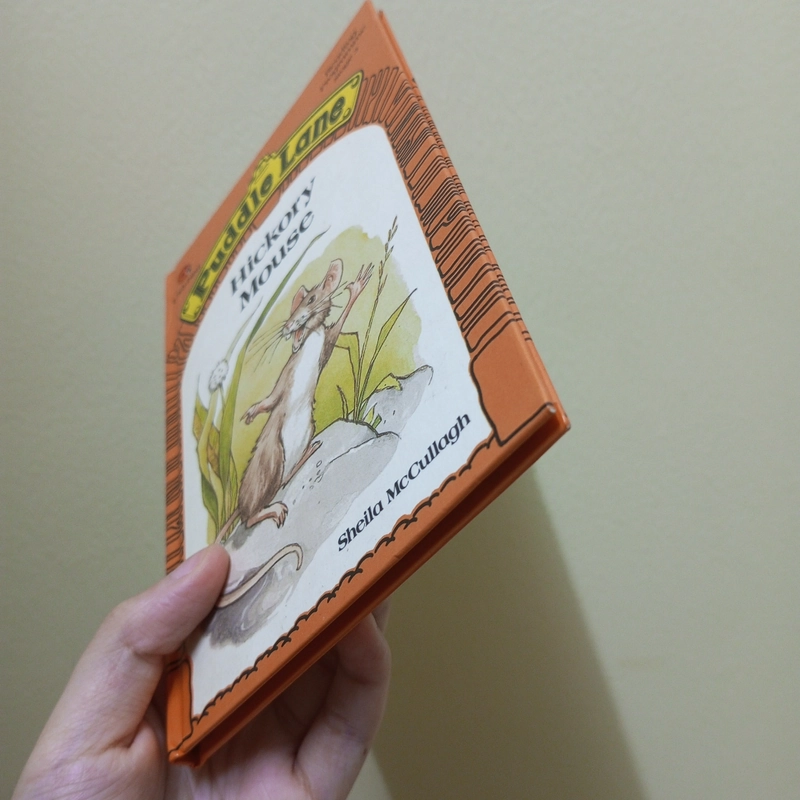 Puddle Lane
Hickory
Mouse
Sheila McCullagh